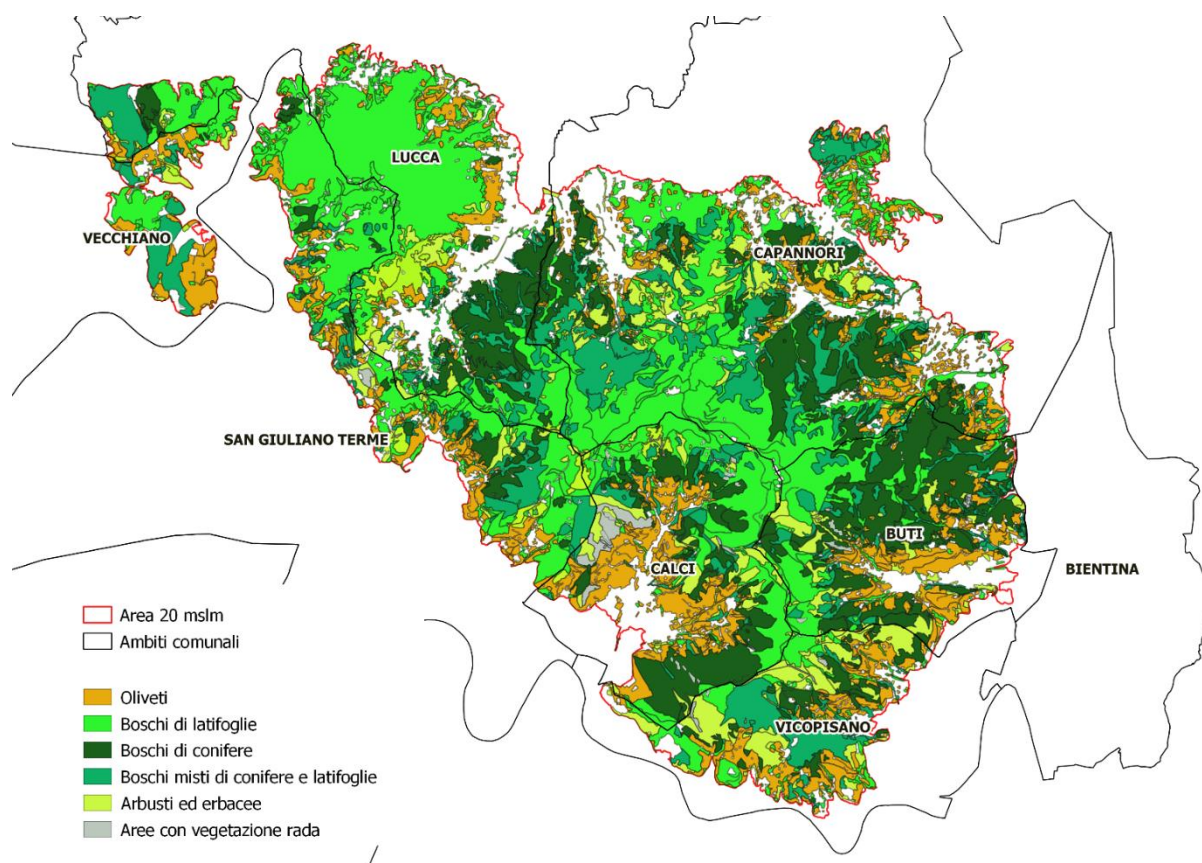 LUCCA
VECCHIANO
CAPANNORI
SAN GIULIANO TERME
BUTI
CALCI
BIENTINA
VICOPISANO
Area 20 mslm
Ambiti comunali
Oliveti
Boschi di latifoglie
Boschi di conifere
Boschi misti di conifere e latifoglie
Arbusti ed erbacee
Aree con vegetazione rada